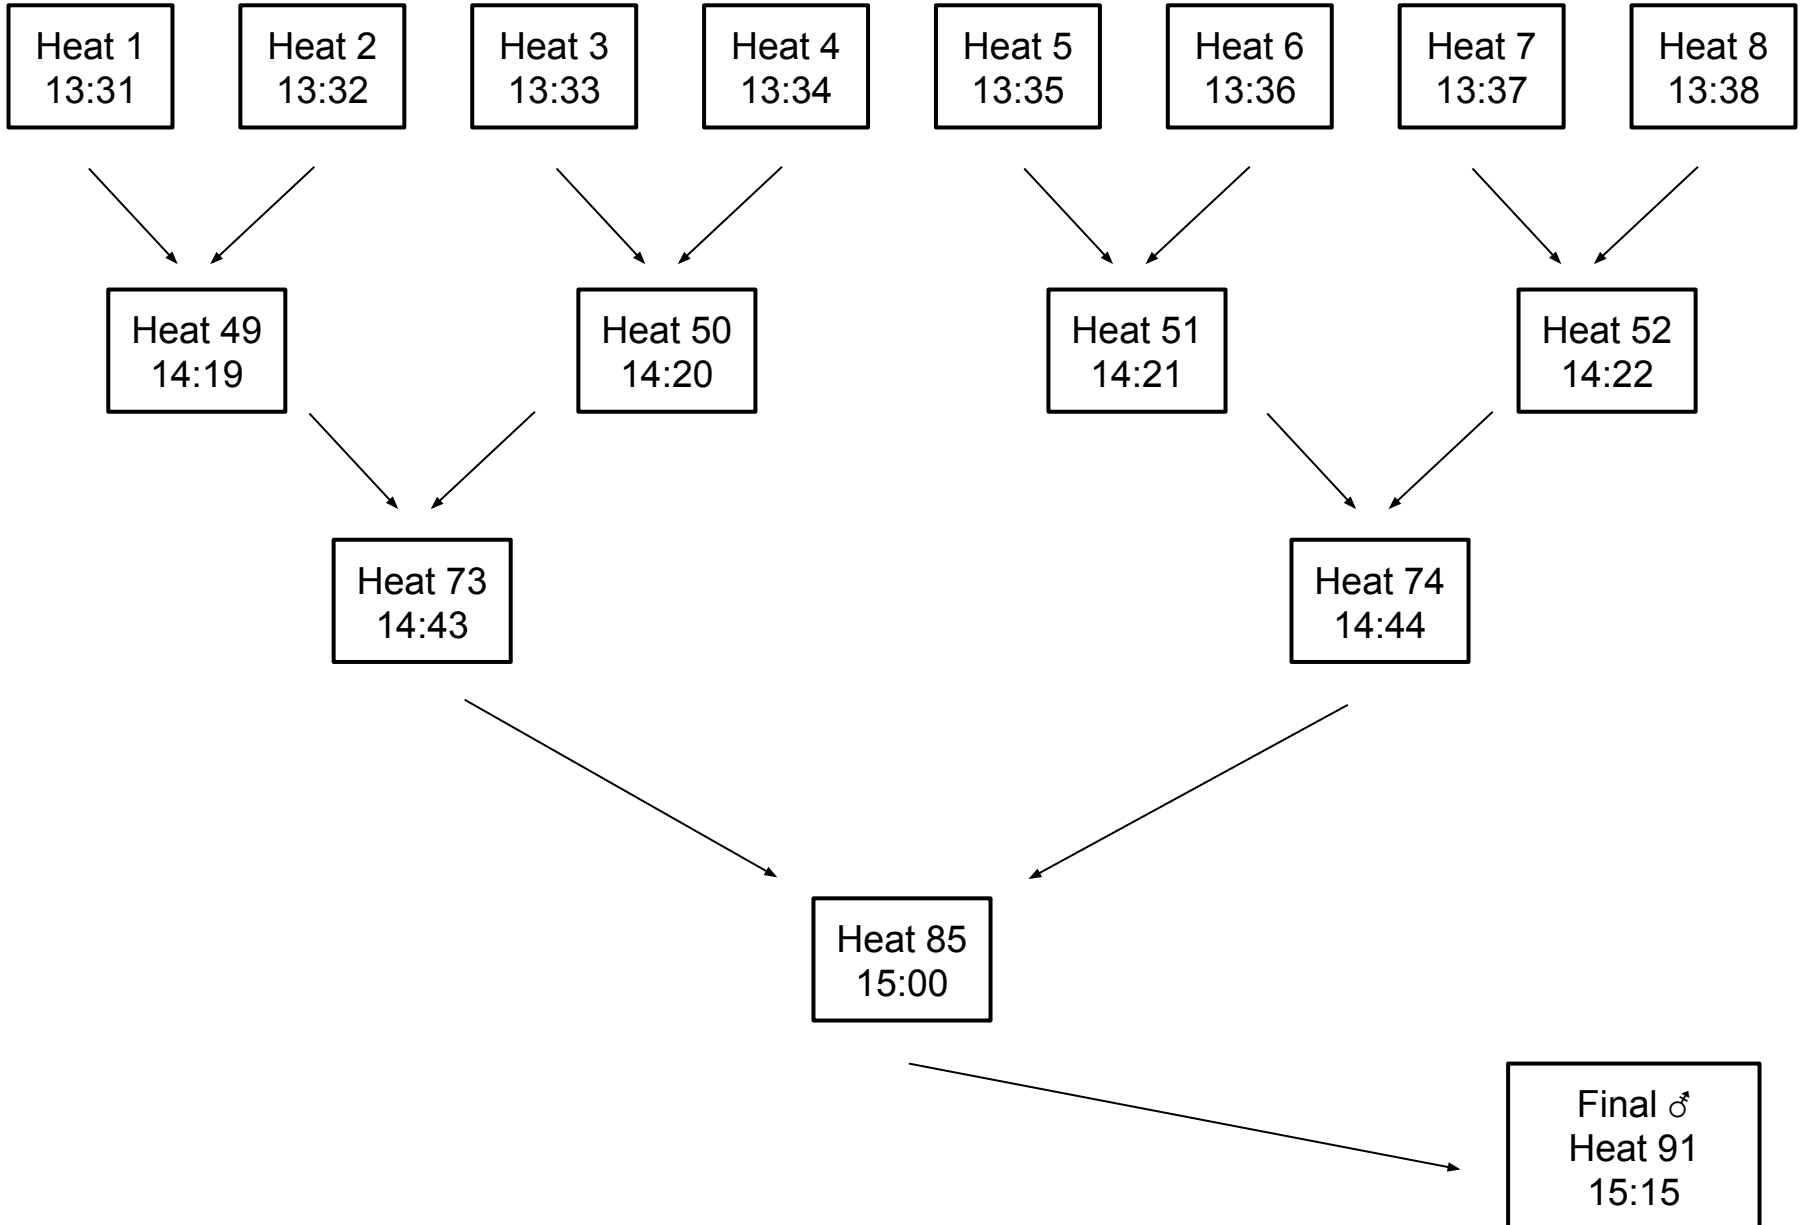 Heat 1
13:31
Heat 2
13:32
Heat 3
13:33
Heat 4
13:34
Heat 5
13:35
Heat 6
13:36
Heat 7
13:37
Heat 8
13:38
Heat 49
14:19
Heat 50
14:20
Heat 51
14:21
Heat 52
14:22
Heat 73
14:43
Heat 74
14:44
Heat 85
15:00
Final ⚦
Heat 91
15:15